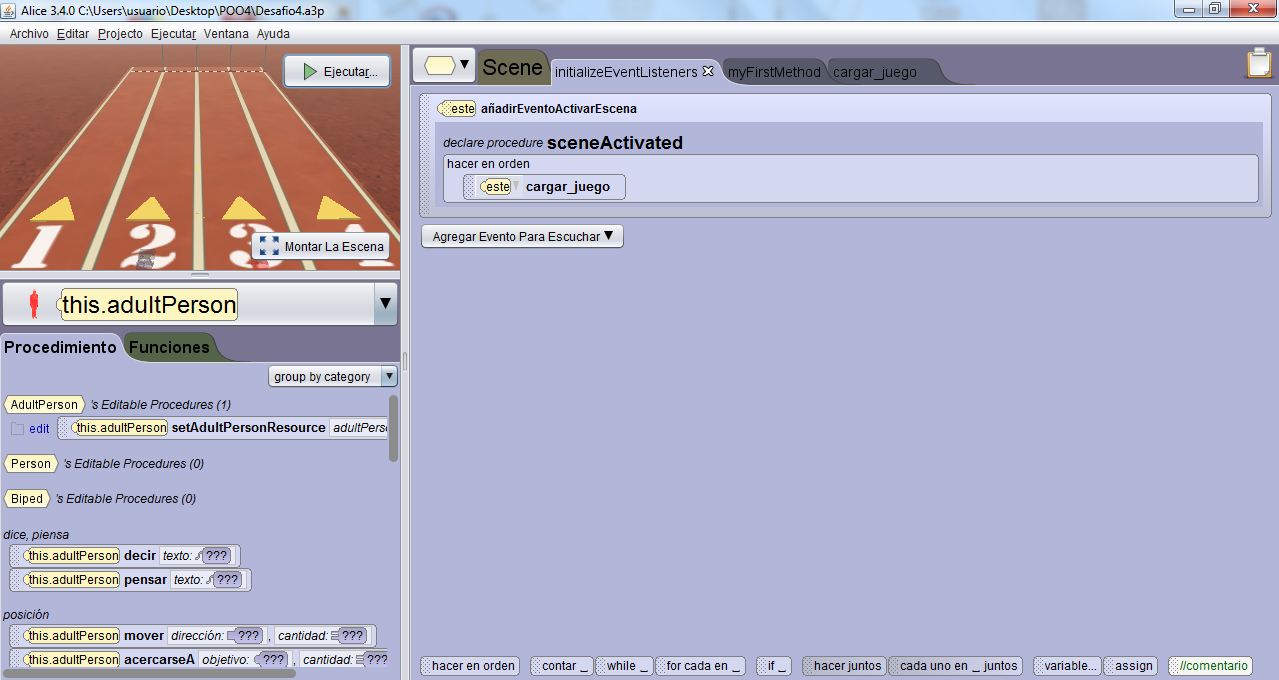 Alice 3.4.0 C:\Users\usuario\Desktop\POO4\Desafio4.a3p
Archivo Editar Proyecto Ejecutar Ventana Ayuda
Ejecutar...
1 2 3 4
Montar La Escena
this.adultPerson
Procedimiento Funciones
group by category
AdultPerson 's Editable Procedures (1)
edit this.adultPerson setAdultPersonResource adultPers
Person 's Editable Procedures (0)
Biped 's Editable Procedures (0)
dice, piensa
this.adultPerson decir texto: ???
this.adultPerson pensar texto: ???
posición
this.adultPerson mover dirección: ???, cantidad: ???
this.adultPerson acercarseA objetivo: ???, cantidad: ???
Scene initializeEventListeners myFirstMethod cargar_juego
este añadirEventoActivarEscena
declare procedure sceneActivated
hacer en orden
este cargar_juego
Agregar Evento Para Escuchar
hacer en orden contar _ while _ for cada en _ if _ hacer juntos cada uno en _ juntos variable... assign //comentario